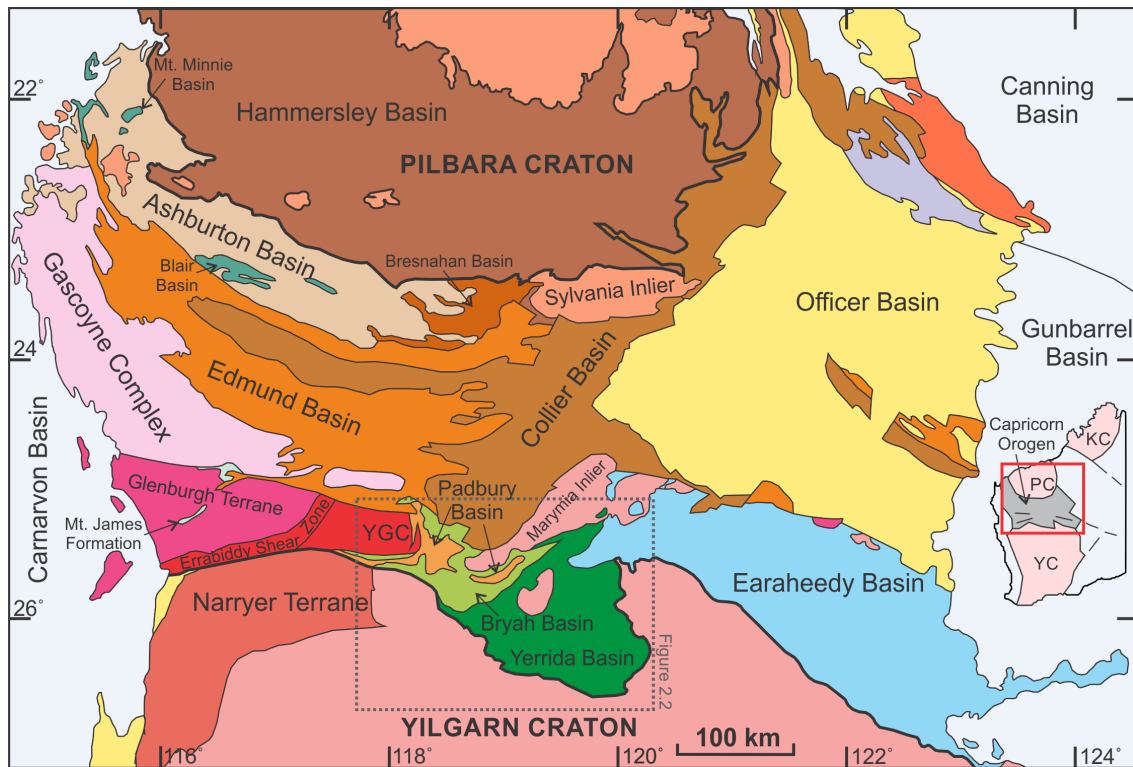 Mt. Minnie
Basin
22°
Hammersley Basin
Canning
Basin
PILBARA CRATON
Ashburton Basin
Blair
Basin
Bresnahan Basin
Sylvania Inlier
Officer Basin
Gascoyne Complex
Gunbarrel
Basin
24
Edmund Basin
Collier Basin
Capricorn
Orogen
KC
PC
YC
Carnarvon Basin
Glenburgh Terrane
Mt. James
Formation
Errabiddy Shear Zone
YGC
Padbury
Basin
Marymia Inlier
Earaheedy Basin
26°
Narryer Terrane
Bryah Basin
Yerrida Basin
Figure 2.2
YILGARN CRATON
100 km
116°
118°
120°
122°
124°